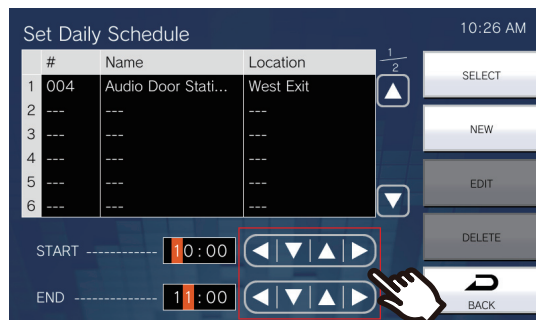 Set Daily Schedule
10:26 AM
# Name Location
1 004 Audio Door Stati... West Exit
2 --- --- ---
3 --- --- ---
4 --- --- ---
5 --- --- ---
6 --- --- ---
1
2
SELECT
NEW
EDIT
DELETE
START ------------- 10:00
END ------------- 11:00
BACK